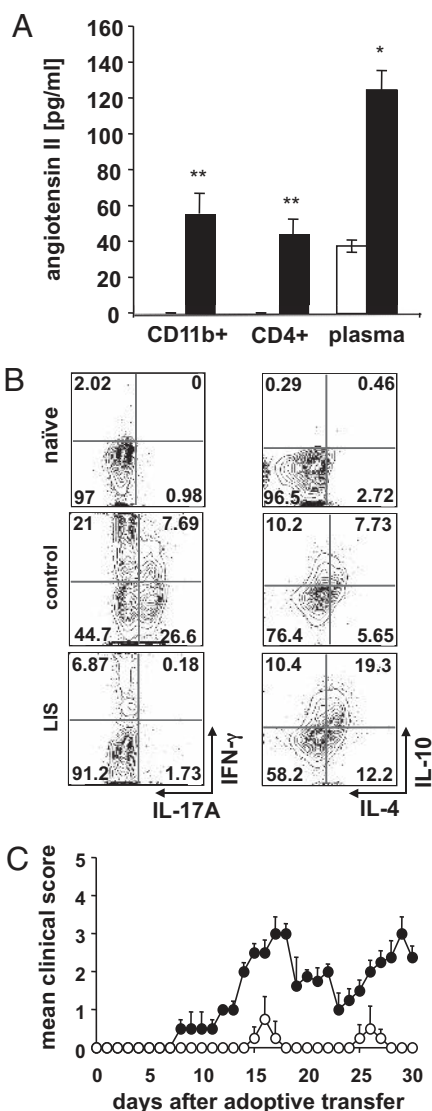 A
angiotensin II [pg/ml]
160
140
120
100
80
60
40
20
0
**
**
*
CD11b+ CD4+ plasma
B
naïve
2.02 0
97 0.98
0.29 0.46
96.5 2.72
control
21 7.69
44.7 26.6
10.2 7.73
76.4 5.65
LIS
6.87 0.18
91.2 1.73
10.4 19.3
58.2 12.2
IFN-γ
IL-17A
IL-10
IL-4
C
mean clinical score
5
4
3
2
1
0
0 5 10 15 20 25 30
days after adoptive transfer